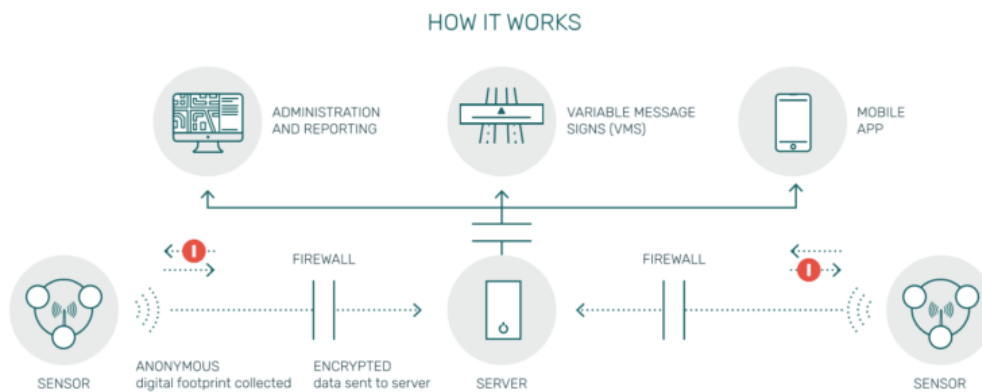 HOW IT WORKS
ADMINISTRATION
AND REPORTING
VARIABLE MESSAGE
SIGNS (VMS)
MOBILE
APP
FIREWALL
FIREWALL
ANONYMOUS
digital footprint collected
ENCRYPTED
data sent to server
SENSOR
SERVER
SENSOR